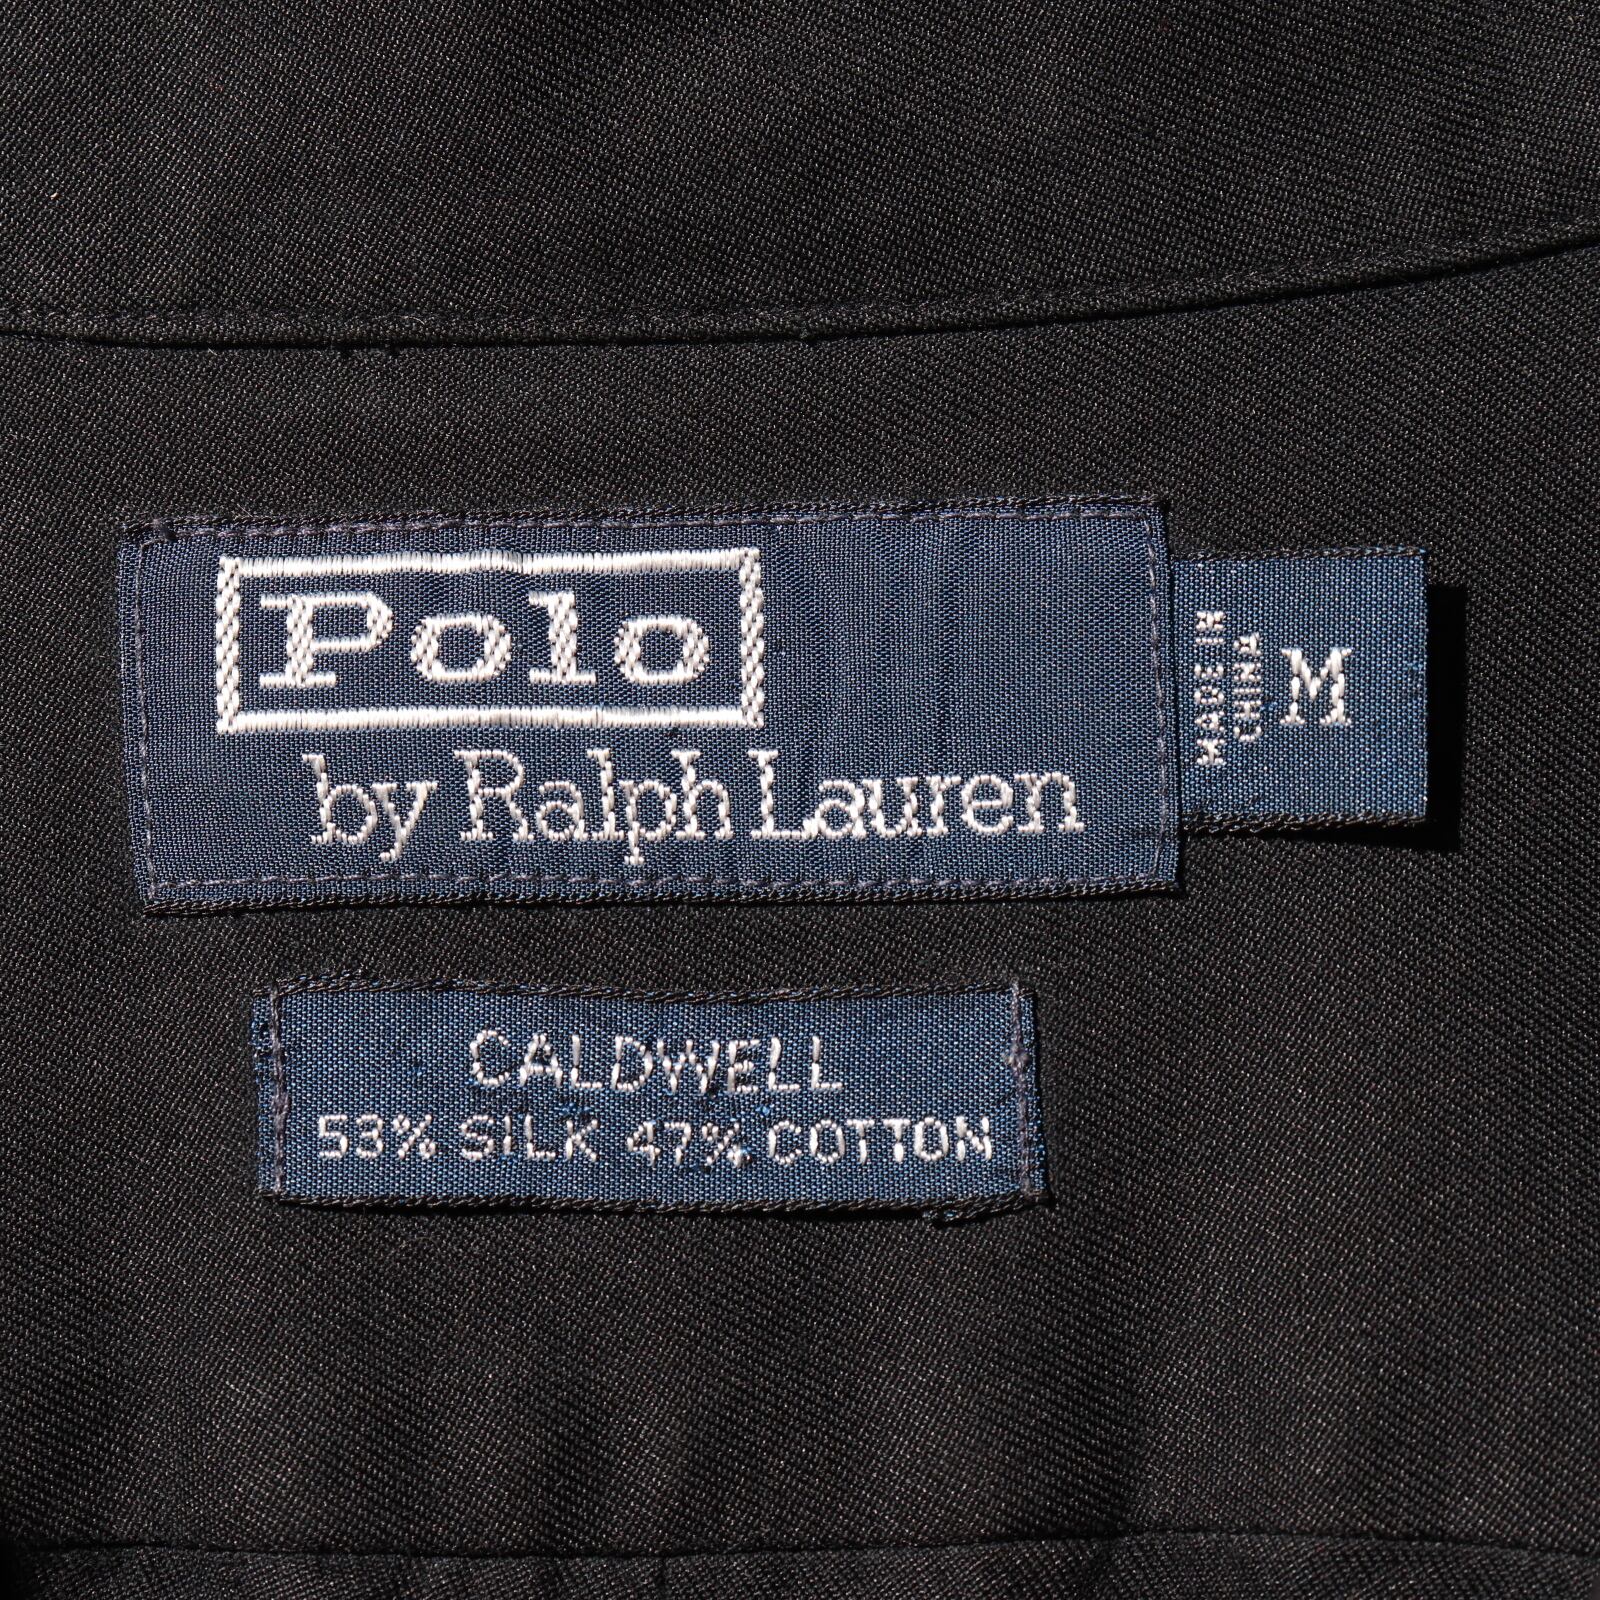 Polo
by Ralph Lauren
MADE IN
CHINA
M
CALDWELL
53% SILK 47% COTTON